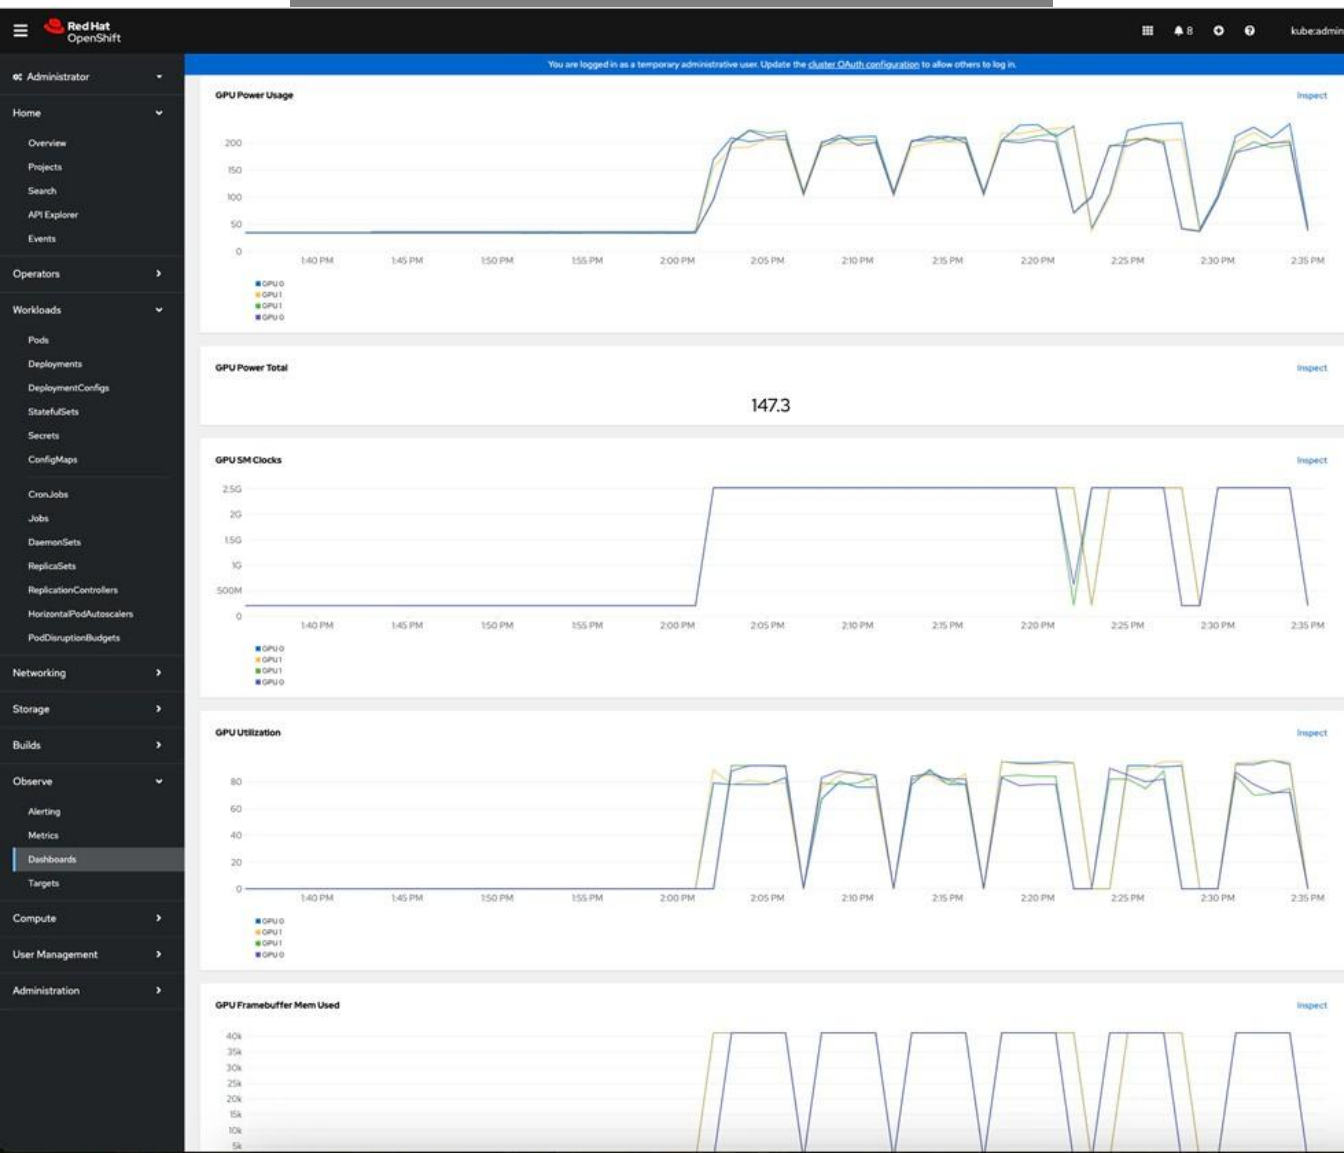 Red Hat
OpenShift
8
kube:admin
Administrator
Home
Overview
Projects
Search
API Explorer
Events
Operators
Workloads
Pods
Deployments
DeploymentConfigs
StatefulSets
Secrets
ConfigMaps
CronJobs
Jobs
DaemonSets
ReplicaSets
ReplicationControllers
HorizontalPodAutoscalers
PodDisruptionBudgets
Networking
Storage
Builds
Observe
Alerting
Metrics
Dashboards
Targets
Compute
User Management
Administration
You are logged in as a temporary administrative user. Update the cluster OAuth configuration to allow others to log in.
GPU Power Usage
Inspect
200
150
100
50
0
1:40 PM 1:45 PM 1:50 PM 1:55 PM 2:00 PM 2:05 PM 2:10 PM 2:15 PM 2:20 PM 2:25 PM 2:30 PM 2:35 PM
GPU 0
GPU 1
GPU 1
GPU 0
GPU Power Total
Inspect
147.3
GPU SM Clocks
Inspect
2.5G
2G
1.5G
1G
500M
0
1:40 PM 1:45 PM 1:50 PM 1:55 PM 2:00 PM 2:05 PM 2:10 PM 2:15 PM 2:20 PM 2:25 PM 2:30 PM 2:35 PM
GPU 0
GPU 1
GPU 1
GPU 0
GPU Utilization
Inspect
80
60
40
20
0
1:40 PM 1:45 PM 1:50 PM 1:55 PM 2:00 PM 2:05 PM 2:10 PM 2:15 PM 2:20 PM 2:25 PM 2:30 PM 2:35 PM
GPU 0
GPU 1
GPU 1
GPU 0
GPU Framebuffer Mem Used
Inspect
40k
35k
30k
25k
20k
15k
10k
5k